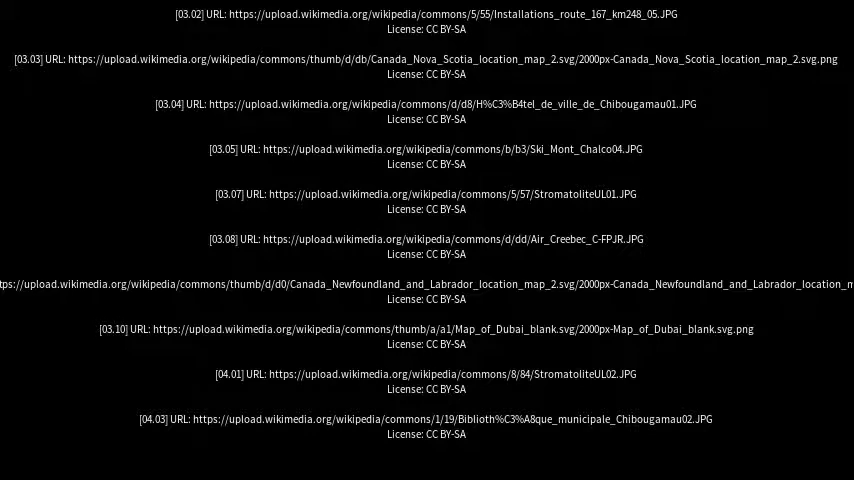 [03.02] URL: https://upload.wikimedia.org/wikipedia/commons/5/55/Installations_route_167_km248_05.JPG
License: CC BY-SA
[03.03] URL: https://upload.wikimedia.org/wikipedia/commons/thumb/d/db/Canada_Nova_Scotia_location_map_2.svg/2000px-Canada_Nova_Scotia_location_map_2.svg.png
License: CC BY-SA
[03.04] URL: https://upload.wikimedia.org/wikipedia/commons/d/d8/H%C3%B4tel_de_ville_de_Chibougamau01.JPG
License: CC BY-SA
[03.05] URL: https://upload.wikimedia.org/wikipedia/commons/b/b3/Ski_Mont_Chalco04.JPG
License: CC BY-SA
[03.07] URL: https://upload.wikimedia.org/wikipedia/commons/5/57/StromatoliteUL01.JPG
License: CC BY-SA
[03.08] URL: https://upload.wikimedia.org/wikipedia/commons/d/dd/Air_Creebec_C-FPJR.JPG
License: CC BY-SA
tps://upload.wikimedia.org/wikipedia/commons/thumb/d/d0/Canada_Newfoundland_and_Labrador_location_map_2.svg/2000px-Canada_Newfoundland_and_Labrador_location_m
License: CC BY-SA
[03.10] URL: https://upload.wikimedia.org/wikipedia/commons/thumb/a/a1/Map_of_Dubai_blank.svg/2000px-Map_of_Dubai_blank.svg.png
License: CC BY-SA
[04.01] URL: https://upload.wikimedia.org/wikipedia/commons/8/84/StromatoliteUL02.JPG
License: CC BY-SA
[04.03] URL: https://upload.wikimedia.org/wikipedia/commons/1/19/Biblioth%C3%A8que_municipale_Chibougamau02.JPG
License: CC BY-SA